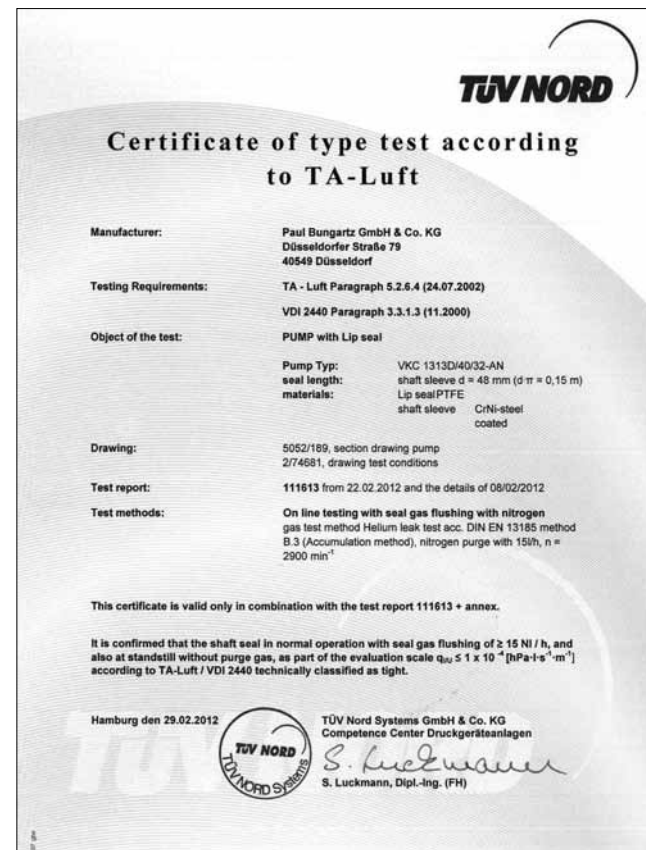 TÜV NORD
Certificate of type test according
to TA-Luft
Manufacturer: Paul Bungartz GmbH & Co. KG
Düsseldorfer Straße 79
40549 Düsseldorf
Testing Requirements: TA - Luft Paragraph 5.2.6.4 (24.07.2002)
VDI 2440 Paragraph 3.3.1.3 (11.2000)
Object of the test: PUMP with Lip seal
Pump Typ: VKC 1313D/40/32-AN
seal length: shaft sleeve d = 48 mm (d π = 0,15 m)
materials: Lip seal PTFE
shaft sleeve CrNi-steel
coated
Drawing: 5052/189, section drawing pump
2/74681, drawing test conditions
Test report: 111613 from 22.02.2012 and the details of 08/02/2012
Test methods: On line testing with seal gas flushing with nitrogen
gas test method Helium leak test acc. DIN EN 13185 method
B.3 (Accumulation method), nitrogen purge with 15l/h, n =
2900 min⁻¹
This certificate is valid only in combination with the test report 111613 + annex.
It is confirmed that the shaft seal in normal operation with seal gas flushing of ≥ 15 Nl / h, and
also at standstill without purge gas, as part of the evaluation scale ≤ 1 x 10⁻⁴ [hPa·l·s⁻¹·m⁻¹]
according to TA-Luft / VDI 2440 technically classified as tight.
Hamburg den 29.02.2012
TÜV NORD
TÜV NORD Systems
TÜV Nord Systems GmbH & Co. KG
Competence Center Druckgeräteanlagen
S. Luckmann
S. Luckmann, Dipl.-Ing. (FH)
TÜV NORD